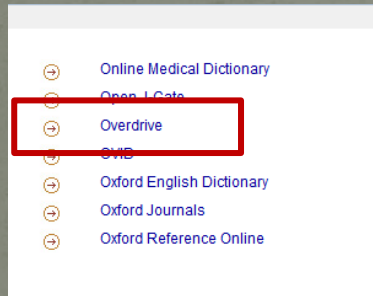 Online Medical Dictionary
Open J-Gate
Overdrive
OVID
Oxford English Dictionary
Oxford Journals
Oxford Reference Online